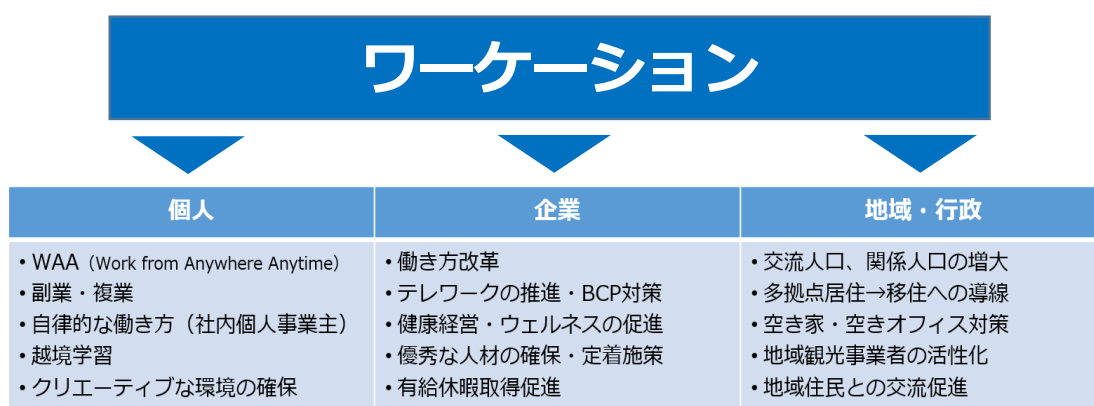 ワーケーション
個人
・WAA（Work from Anywhere Anytime）
・副業・複業
・自律的な働き方（社内個人事業主）
・越境学習
・クリエーティブな環境の確保
企業
・働き方改革
・テレワークの推進・BCP対策
・健康経営・ウェルネスの促進
・優秀な人材の確保・定着施策
・有給休暇取得促進
地域・行政
・交流人口、関係人口の増大
・多拠点居住→移住への導線
・空き家・空きオフィス対策
・地域観光事業者の活性化
・地域住民との交流促進